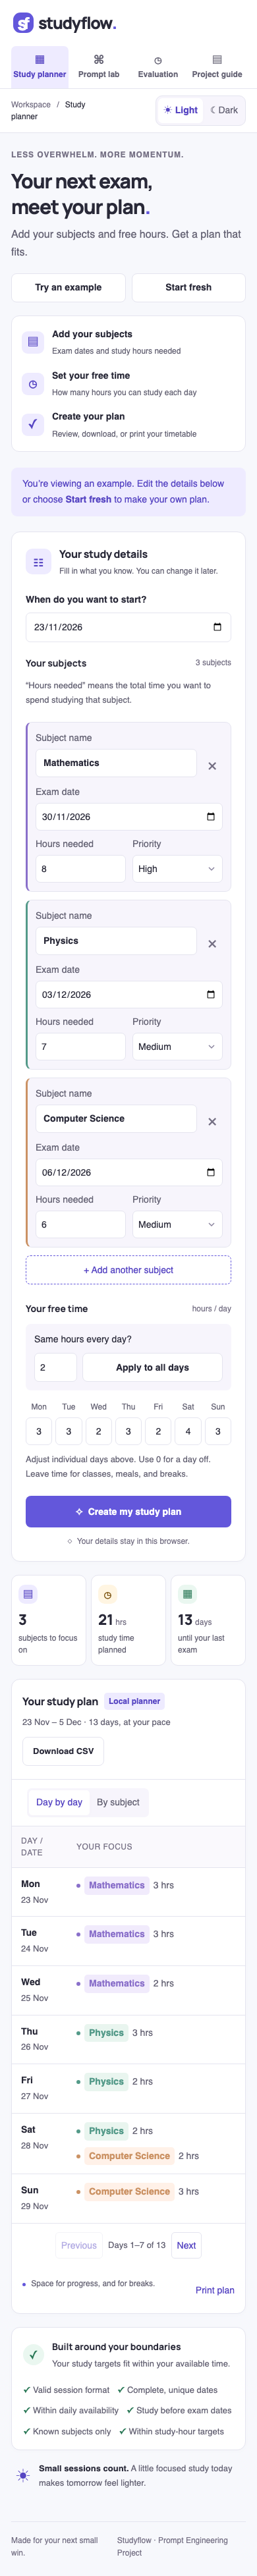 sf studyflow.
Study planner
Prompt lab
Evaluation
Project guide
Workspace / Study planner
Light
Dark
LESS OVERWHELM. MORE MOMENTUM.
Your next exam,
meet your plan.
Add your subjects and free hours. Get a plan that
fits.
Try an example
Start fresh
Add your subjects
Exam dates and study hours needed
Set your free time
How many hours you can study each day
Create your plan
Review, download, or print your timetable
You're viewing an example. Edit the details below
or choose Start fresh to make your own plan.
Your study details
Fill in what you know. You can change it later.
When do you want to start?
23/11/2026
Your subjects
3 subjects
“Hours needed” means the total time you want to
spend studying that subject.
Subject name
Mathematics
Exam date
30/11/2026
Hours needed
Priority
8
High
Subject name
Physics
Exam date
03/12/2026
Hours needed
Priority
7
Medium
Subject name
Computer Science
Exam date
06/12/2026
Hours needed
Priority
6
Medium
+ Add another subject
Your free time
hours / day
Same hours every day?
2
Apply to all days
Mon Tue Wed Thu Fri Sat Sun
3 3 2 3 2 4 3
Adjust individual days above. Use 0 for a day off.
Leave time for classes, meals, and breaks.
Create my study plan
Your details stay in this browser.
3
subjects to focus
on
21 hrs
study time
planned
13 days
until your last
exam
Your study plan
Local planner
23 Nov – 5 Dec · 13 days, at your pace
Download CSV
Day by day
By subject
DAY /
DATE
YOUR FOCUS
Mon
23 Nov
Mathematics 3 hrs
Tue
24 Nov
Mathematics 3 hrs
Wed
25 Nov
Mathematics 2 hrs
Thu
26 Nov
Physics 3 hrs
Fri
27 Nov
Physics 2 hrs
Sat
28 Nov
Physics 2 hrs
Computer Science 2 hrs
Sun
29 Nov
Computer Science 3 hrs
Previous
Days 1–7 of 13
Next
Space for progress, and for breaks.
Print plan
Built around your boundaries
Your study targets fit within your available time.
✓ Valid session format ✓ Complete, unique dates
✓ Within daily availability ✓ Study before exam dates
✓ Known subjects only ✓ Within study-hour targets
Small sessions count. A little focused study today
makes tomorrow feel lighter.
Made for your next small
win.
Studyflow · Prompt Engineering
Project